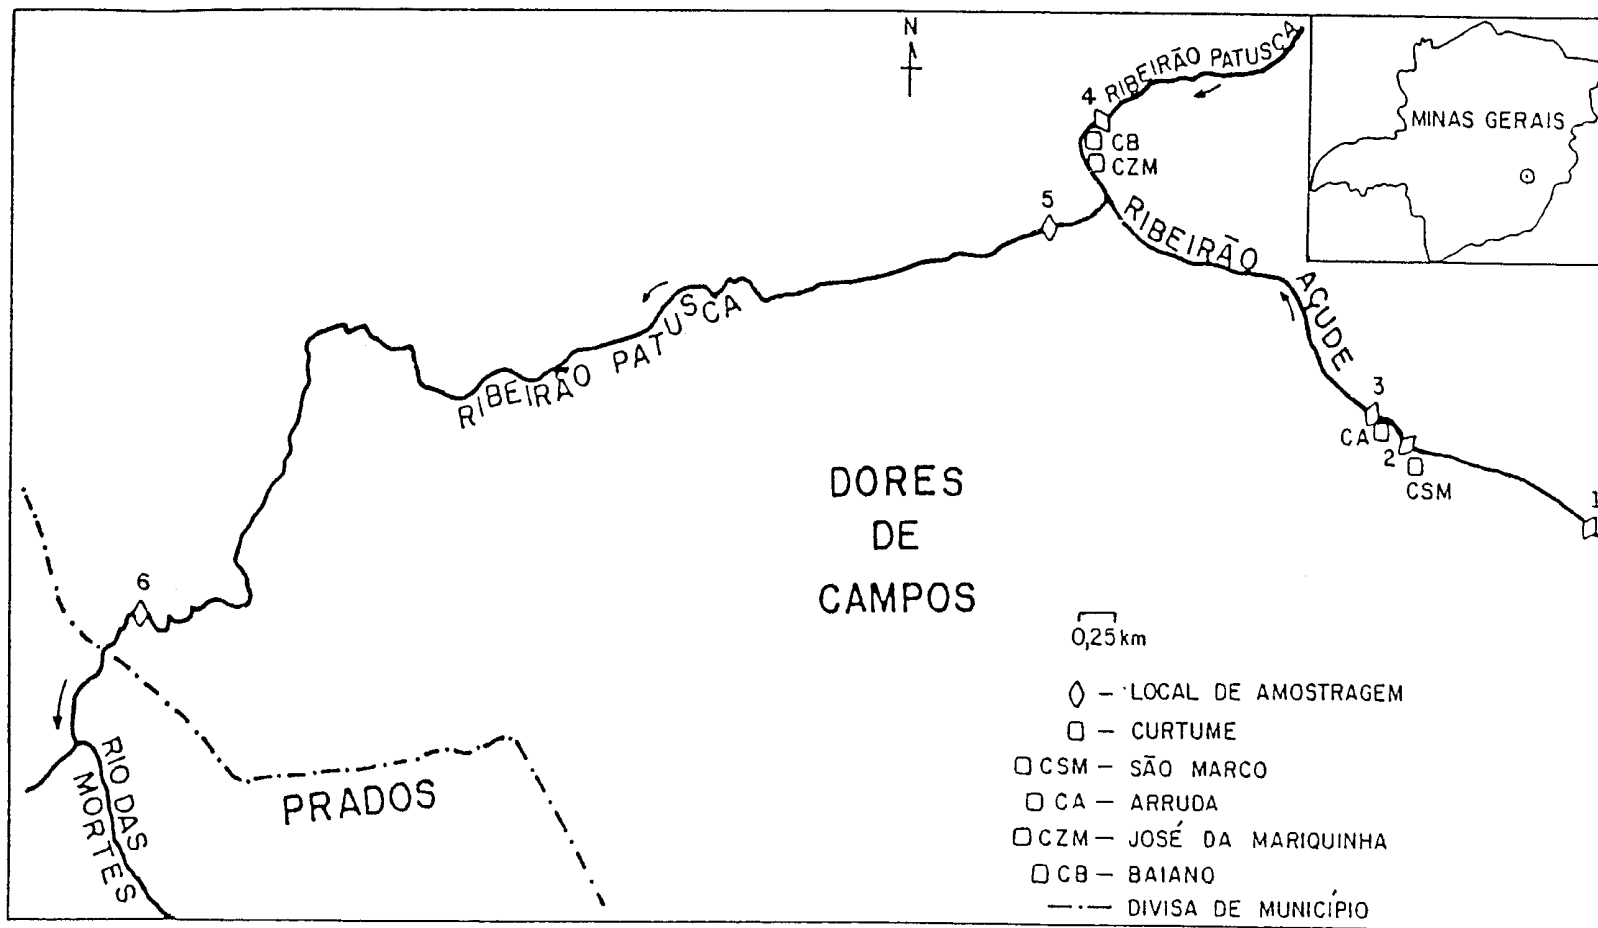 N
RIBEIRÃO PATUSCA
4
CB
CZM
MINAS GERAIS
5
RIBEIRÃO AÇUDE
RIBEIRÃO PATUSCA
3
CA
2
CSM
1
DORES
DE
CAMPOS
6
0,25 km
◊ – LOCAL DE AMOSTRAGEM
▢ – CURTUME
▢ CSM – SÃO MARCO
▢ CA – ARRUDA
▢ CZM – JOSÉ DA MARIQUINHA
▢ CB – BAIANO
—·—·— DIVISA DE MUNICÍPIO
PRADOS
RIO DAS
MORTES